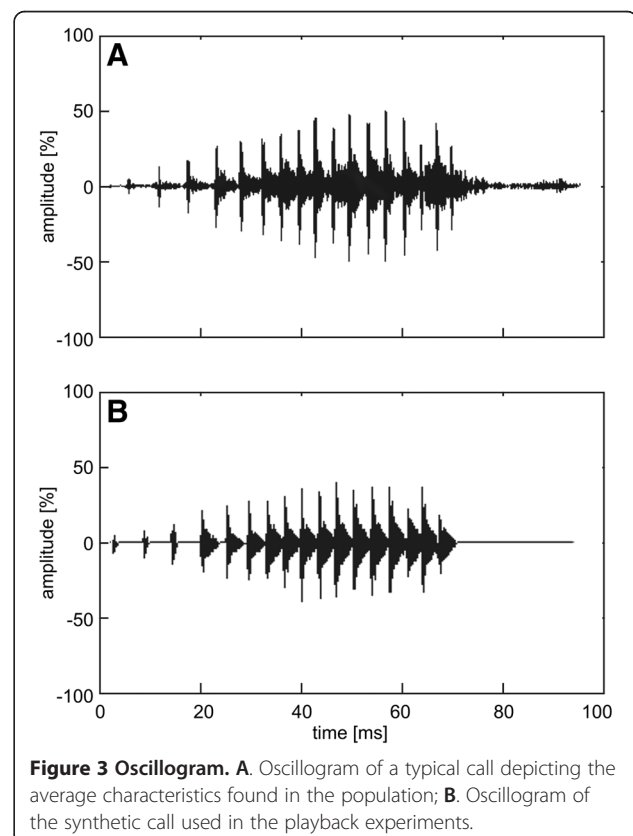 A
100
50
0
-50
-100
amplitude [%]
B
100
50
0
-50
-100
amplitude [%]
0 20 40 60 80 100
time [ms]
Figure 3 Oscillogram. A. Oscillogram of a typical call depicting the
average characteristics found in the population; B. Oscillogram of
the synthetic call used in the playback experiments.